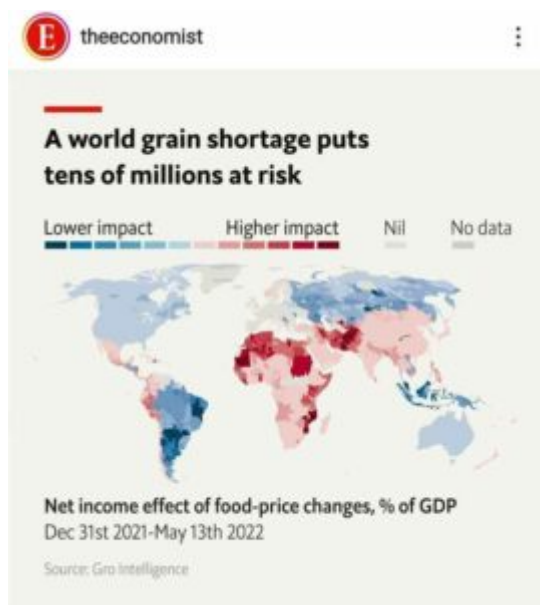 E
theeconomist
A world grain shortage puts
tens of millions at risk
Lower impact Higher impact Nil No data
Net income effect of food-price changes, % of GDP
Dec 31st 2021-May 13th 2022
Source: Gro Intelligence